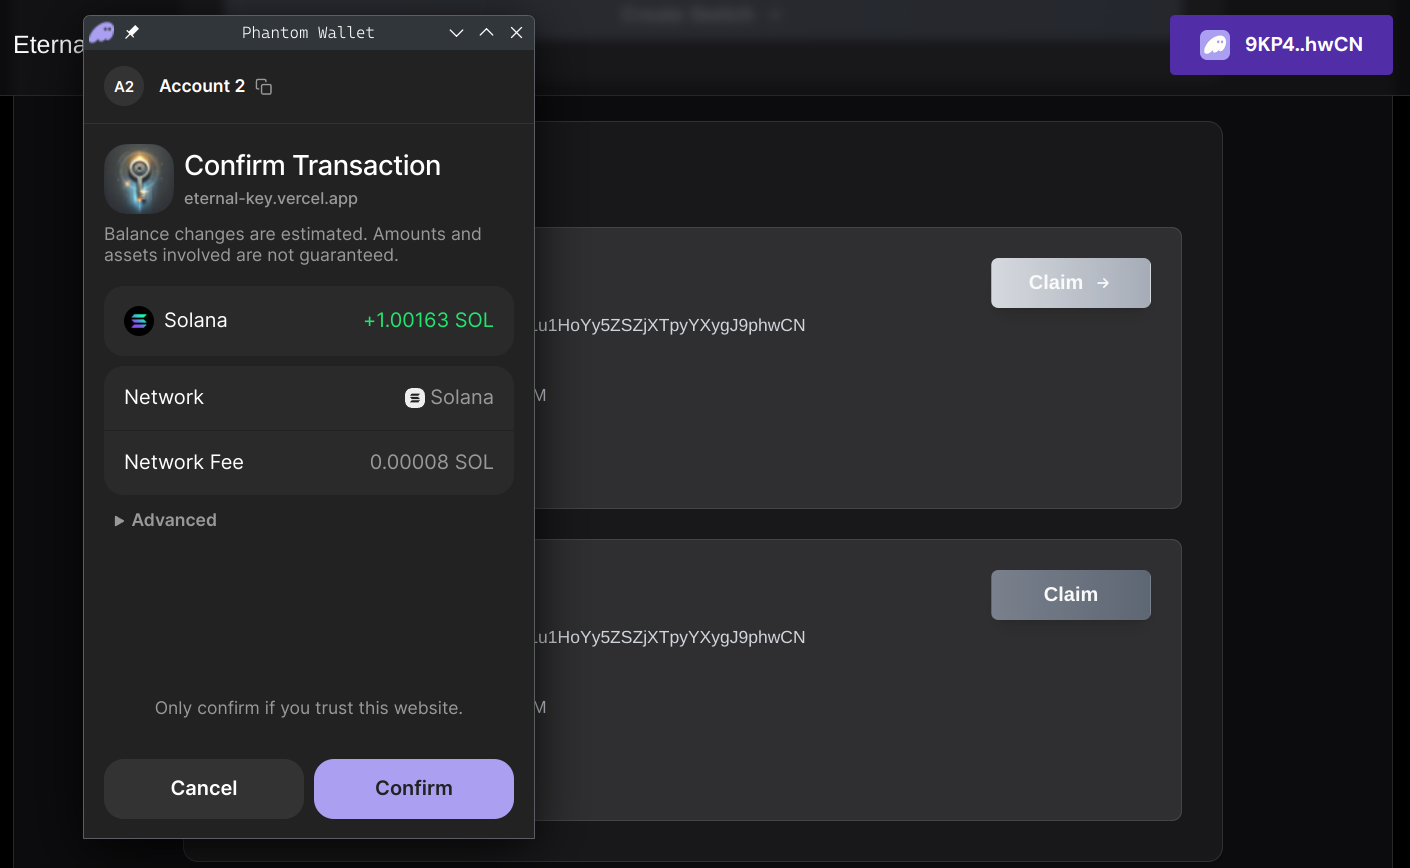 Eterna
Phantom Wallet
9KP4..hwCN
A2
Account 2
Confirm Transaction
eternal-key.vercel.app
Balance changes are estimated. Amounts and
assets involved are not guaranteed.
Solana
+1.00163 SOL
Network
Solana
Network Fee
0.00008 SOL
Advanced
Only confirm if you trust this website.
Cancel
Confirm
Claim →
u1HoYy5ZSZjXTpyYXygJ9phwCN
M
Claim
u1HoYy5ZSZjXTpyYXygJ9phwCN
M